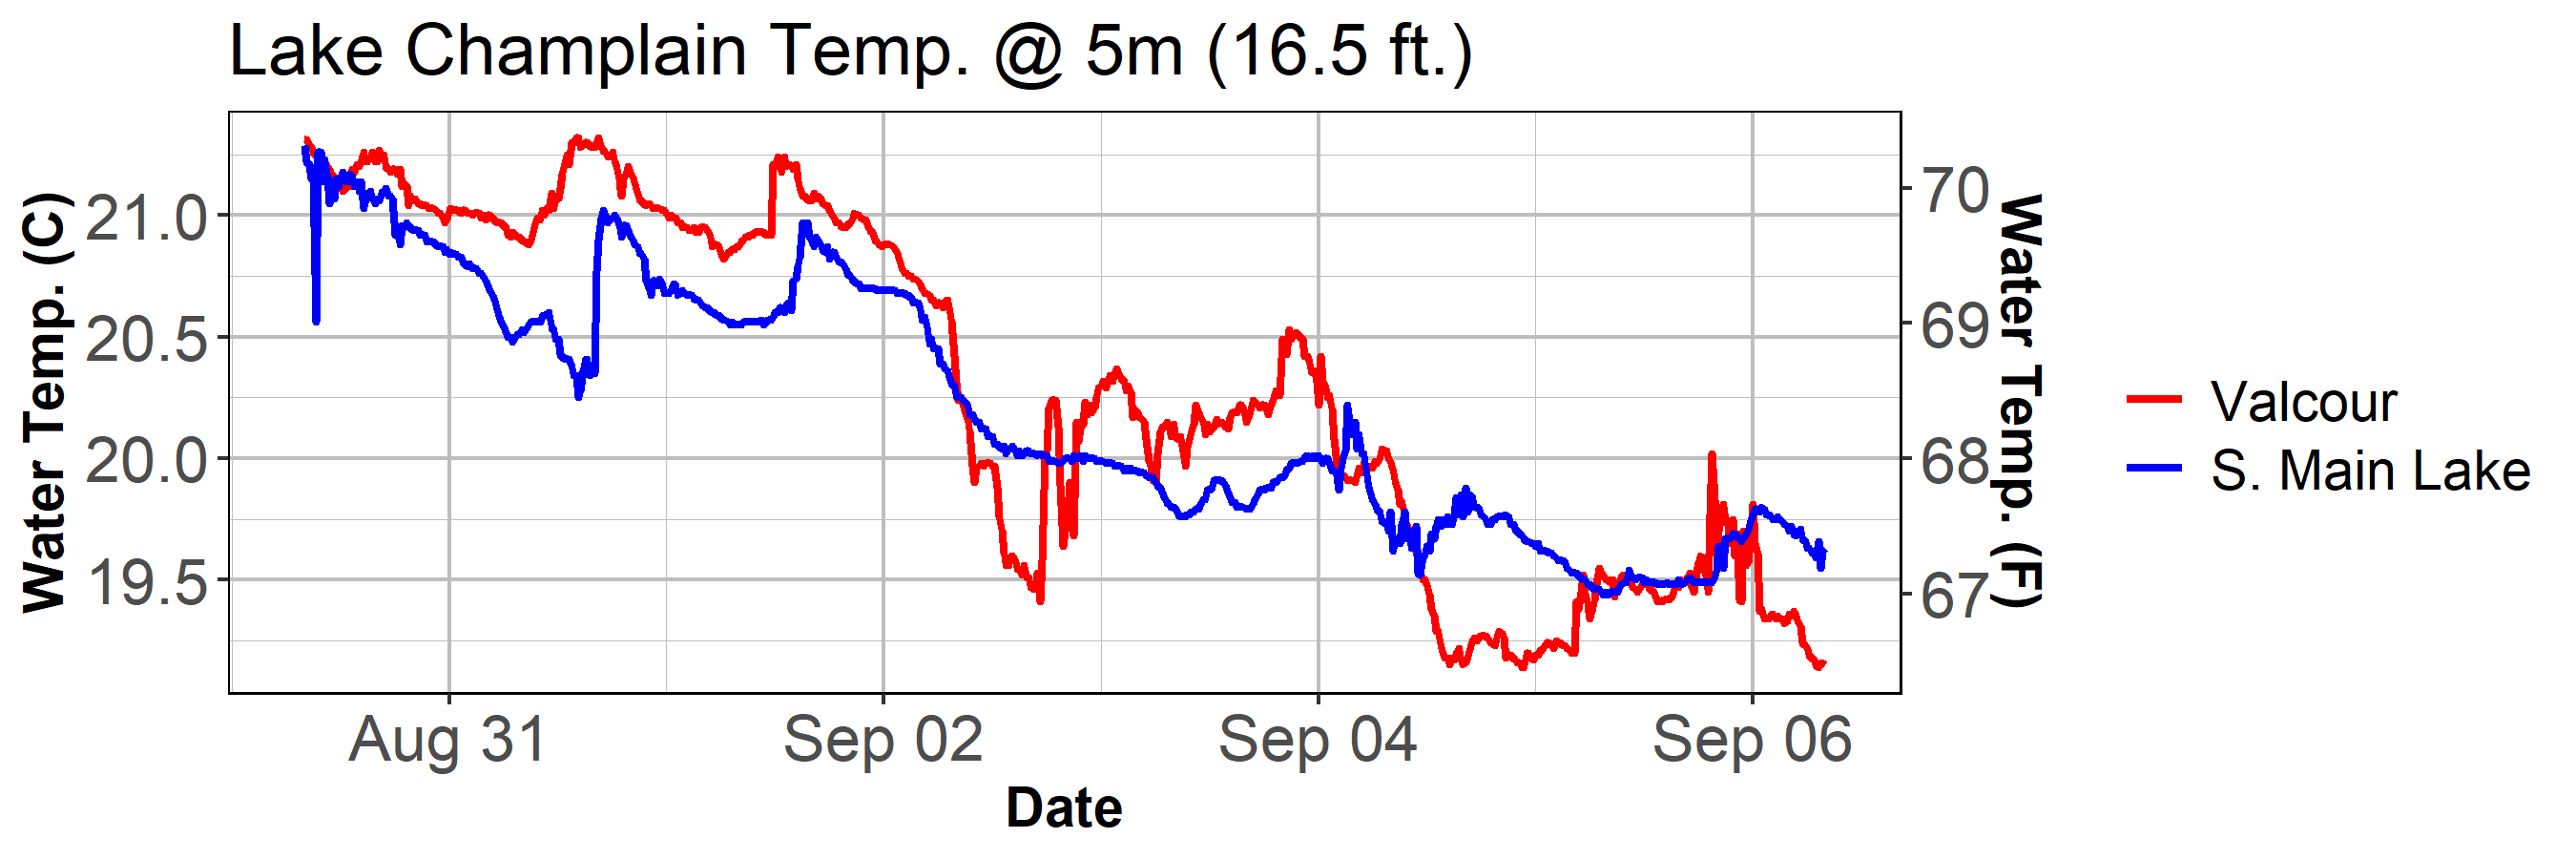 Lake Champlain Temp. @ 5m (16.5 ft.)
Water Temp. (C)
21.0
20.5
20.0
19.5
70
69
68
67
Water Temp. (F)
Valcour
S. Main Lake
Aug 31
Sep 02
Sep 04
Sep 06
Date